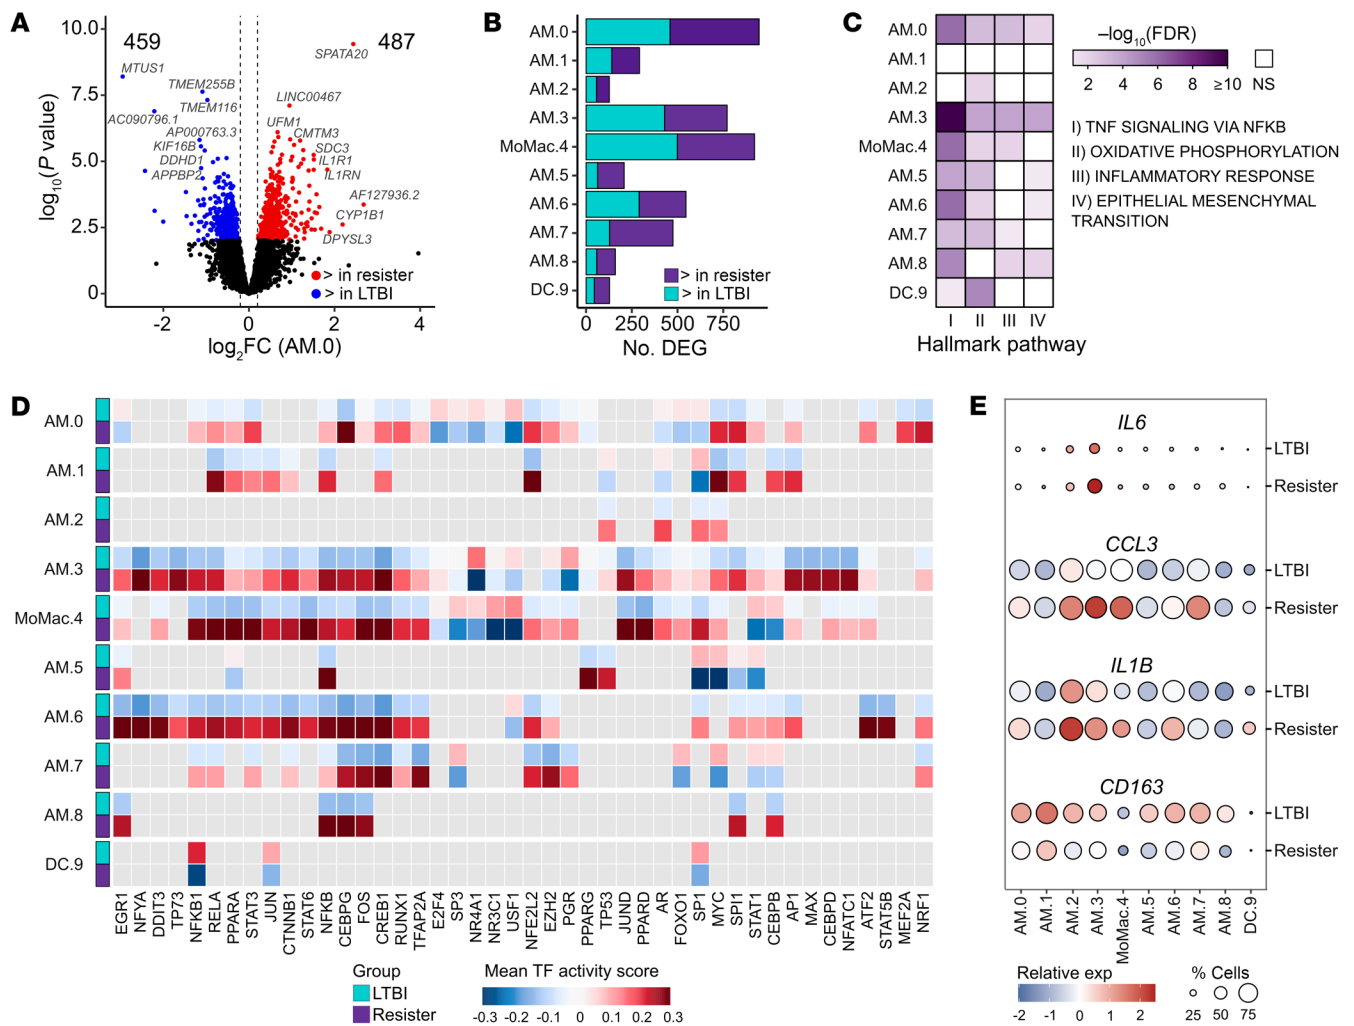 A
10.0
7.5
5.0
2.5
0
log10(P value)
459
487
SPATA20
MTUS1
TMEM255B
TMEM116
LINC00467
AC090796.1
UFM1
AP000763.3
CMTM3
KIF16B
SDC3
DDHD1
IL1R1
APPBP2
IL1RN
AF127936.2
CYP1B1
DPYSL3
> in resister
> in LTBI
-2
0
2
4
log2FC (AM.0)
B
AM.0
AM.1
AM.2
AM.3
MoMac.4
AM.5
AM.6
AM.7
AM.8
DC.9
> in resister
> in LTBI
0
250
500
750
No. DEG
C
AM.0
AM.1
AM.2
AM.3
MoMac.4
AM.5
AM.6
AM.7
AM.8
DC.9
I
II
III
IV
Hallmark pathway
–log10(FDR)
2
4
6
8
≥10
NS
I) TNF SIGNALING VIA NFKB
II) OXIDATIVE PHOSPHORYLATION
III) INFLAMMATORY RESPONSE
IV) EPITHELIAL MESENCHYMAL
TRANSITION
D
AM.0
AM.1
AM.2
AM.3
MoMac.4
AM.5
AM.6
AM.7
AM.8
DC.9
EGR1
NFYA
DDIT3
TP73
NFKB1
RELA
PPARA
STAT3
JUN
CTNNB1
STAT6
NFKB
CEBPG
FOS
CREB1
RUNX1
TFAP2A
E2F4
SP3
NR4A1
NR3C1
USF1
NFE2L2
EZH2
PGR
PPARG
TP53
JUND
PPARD
AR
FOXO1
SP1
MYC
SPI1
STAT1
CEBPB
AP1
MAX
CEBPD
NFATC1
ATF2
STAT5B
MEF2A
NRF1
Group
LTBI
Resister
Mean TF activity score
-0.3
-0.2
-0.1
0
0.1
0.2
0.3
E
IL6
LTBI
Resister
CCL3
LTBI
Resister
IL1B
LTBI
Resister
CD163
LTBI
Resister
AM.0
AM.1
AM.2
AM.3
MoMac.4
AM.5
AM.6
AM.7
AM.8
DC.9
Relative exp
-2
-1
0
1
2
% Cells
25
50
75